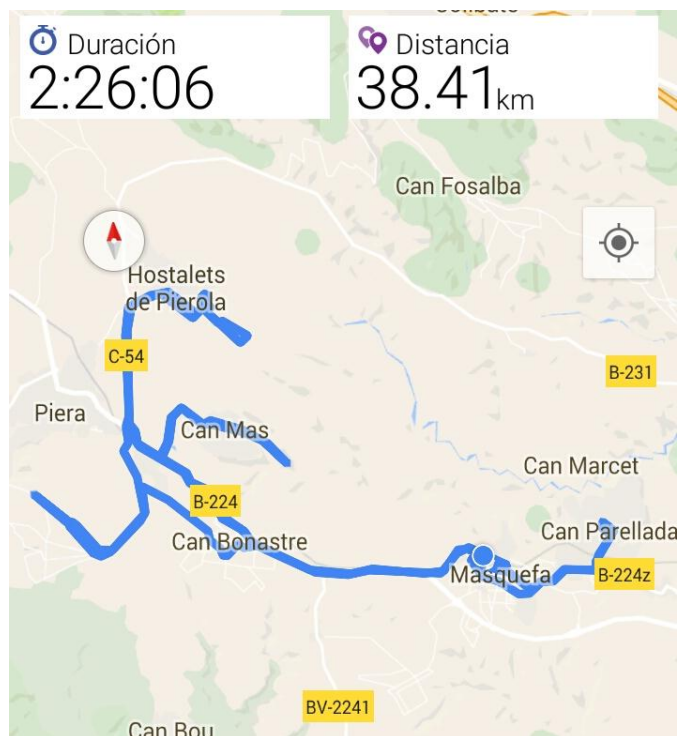 Duración
2:26:06
Distancia
38.41km
Can Fosalba
Hostalets
de Pierola
C-54
B-231
Piera
Can Mas
Can Marcet
B-224
Can Bonastre
Can Parellada
Masquefa
B-224z
BV-2241
Can Bou